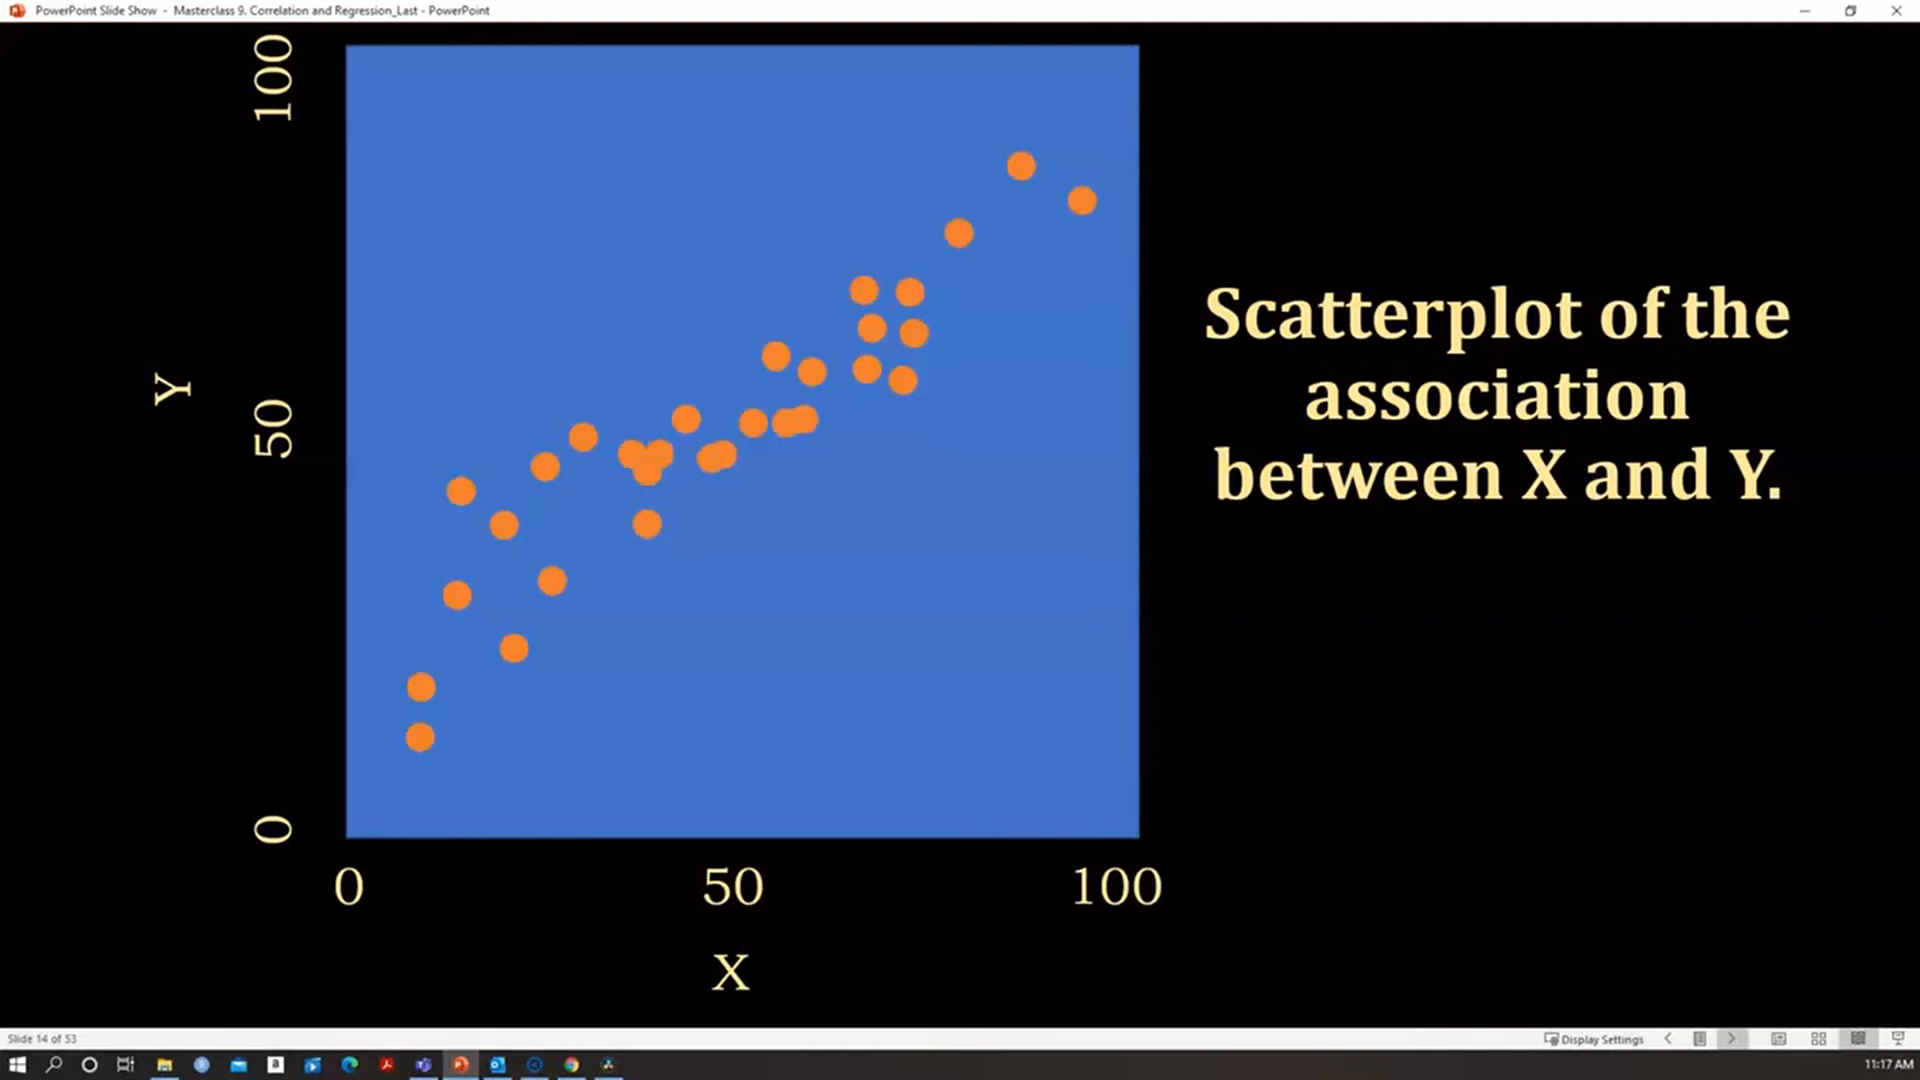 PowerPoint Slide Show - Masterclass 9. Correlation and Regression_Last - PowerPoint
100
Y
50
0
0 50 100
X
Scatterplot of the
association
between X and Y.
Slide 14 of 53
Display Settings
11:17 AM